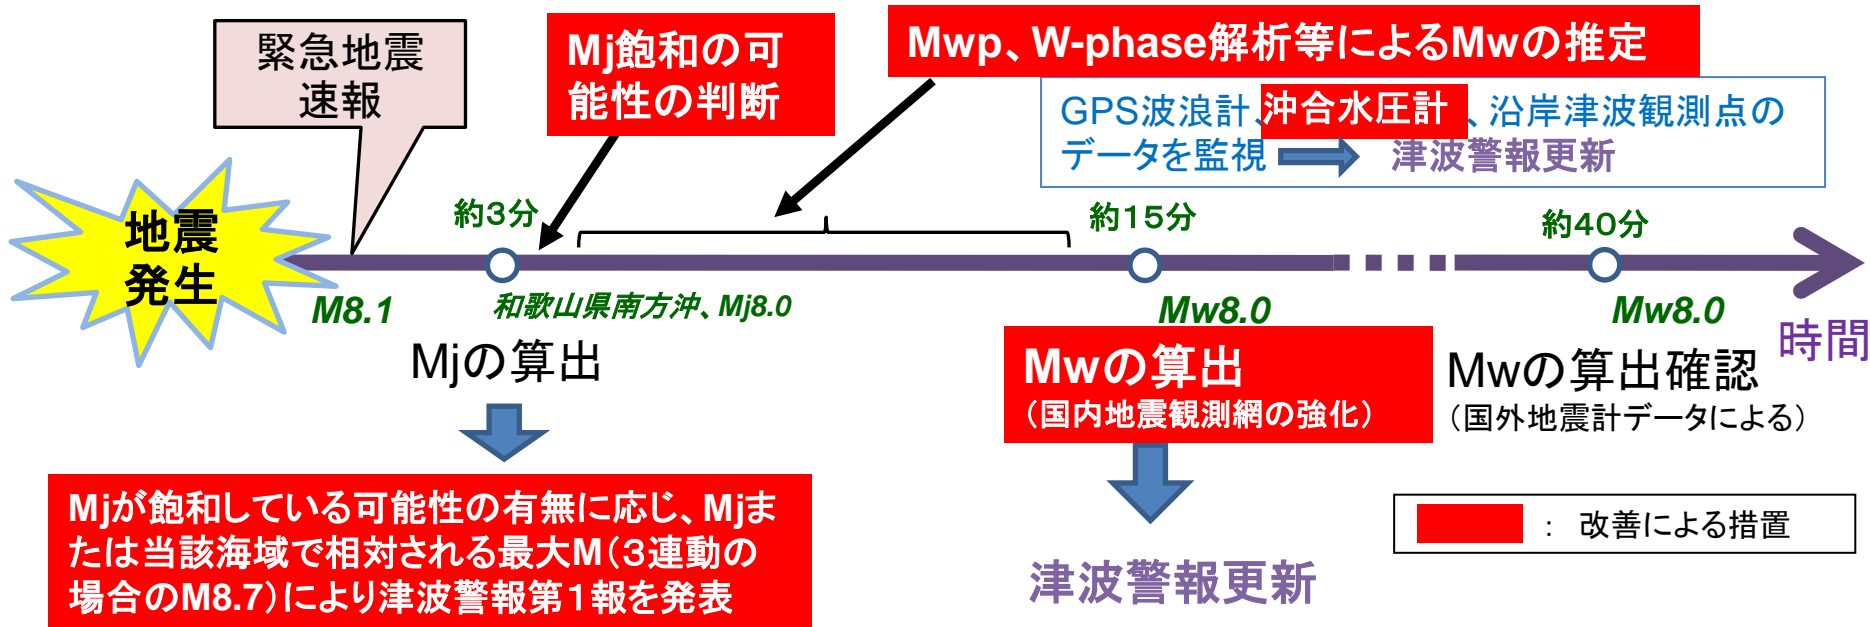 緊急地震
速報
Mj飽和の可
能性の判断
Mwp、W-phase解析等によるMwの推定
GPS波浪計、沖合水圧計、沿岸津波観測点の
データを監視 津波警報更新
地震
発生
約3分
約15分
約40分
M8.1
和歌山県南方沖、Mj8.0
Mw8.0
Mw8.0
時間
Mjの算出
Mwの算出
（国内地震観測網の強化）
Mwの算出確認
（国外地震計データによる）
Mjが飽和している可能性の有無に応じ、Mjま
たは当該海域で相対される最大M（3連動の
場合のM8.7）により津波警報第1報を発表
津波警報更新
： 改善による措置